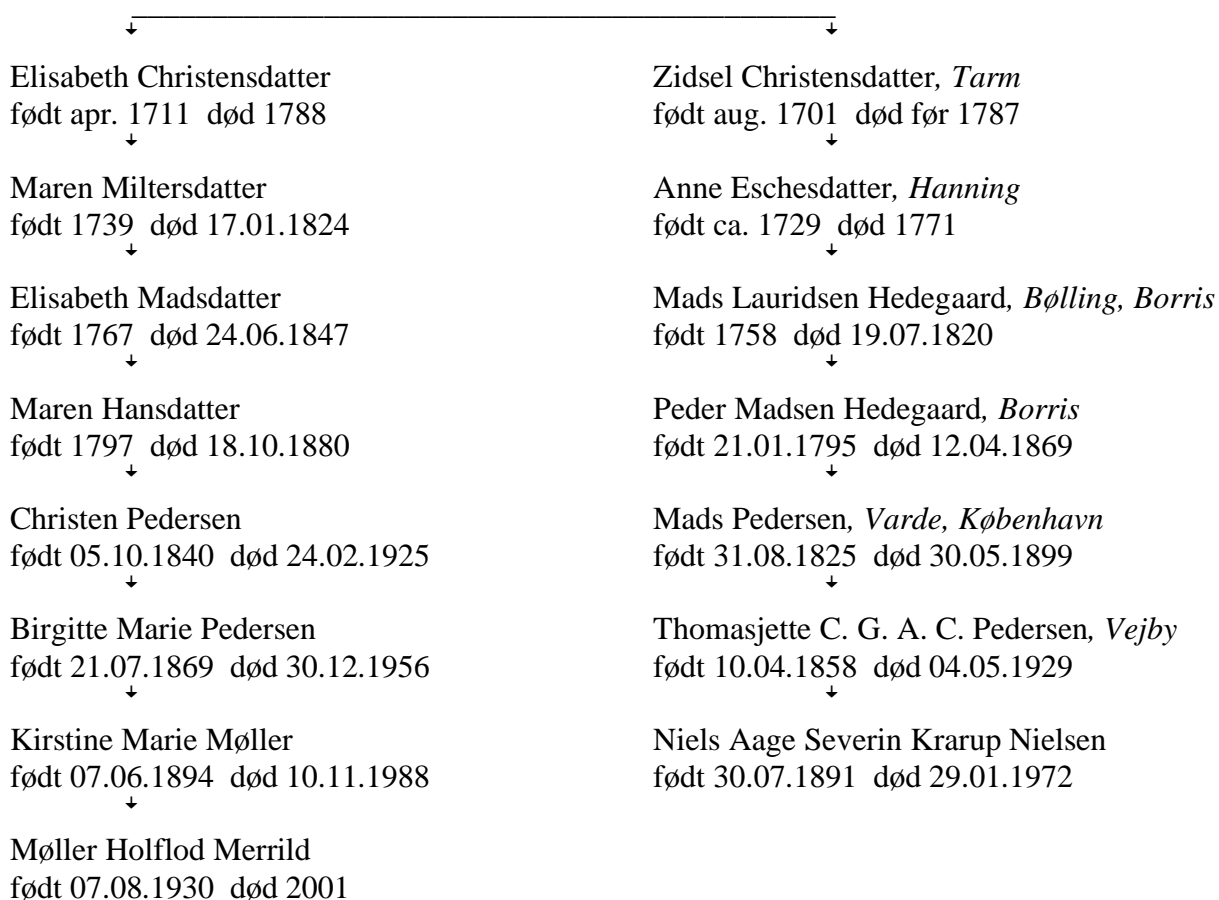 Elisabeth Christensdatter
født apr. 1711 død 1788
Maren Miltersdatter
født 1739 død 17.01.1824
Elisabeth Madsdatter
født 1767 død 24.06.1847
Maren Hansdatter
født 1797 død 18.10.1880
Christen Pedersen
født 05.10.1840 død 24.02.1925
Birgitte Marie Pedersen
født 21.07.1869 død 30.12.1956
Kirstine Marie Møller
født 07.06.1894 død 10.11.1988
Møller Holflod Merrild
født 07.08.1930 død 2001
Zidsel Christensdatter, Tarm
født aug. 1701 død før 1787
Anne Eschesdatter, Hanning
født ca. 1729 død 1771
Mads Lauridsen Hedegaard, Bølling, Borris
født 1758 død 19.07.1820
Peder Madsen Hedegaard, Borris
født 21.01.1795 død 12.04.1869
Mads Pedersen, Varde, København
født 31.08.1825 død 30.05.1899
Thomasjette C. G. A. C. Pedersen, Vejby
født 10.04.1858 død 04.05.1929
Niels Aage Severin Krarup Nielsen
født 30.07.1891 død 29.01.1972